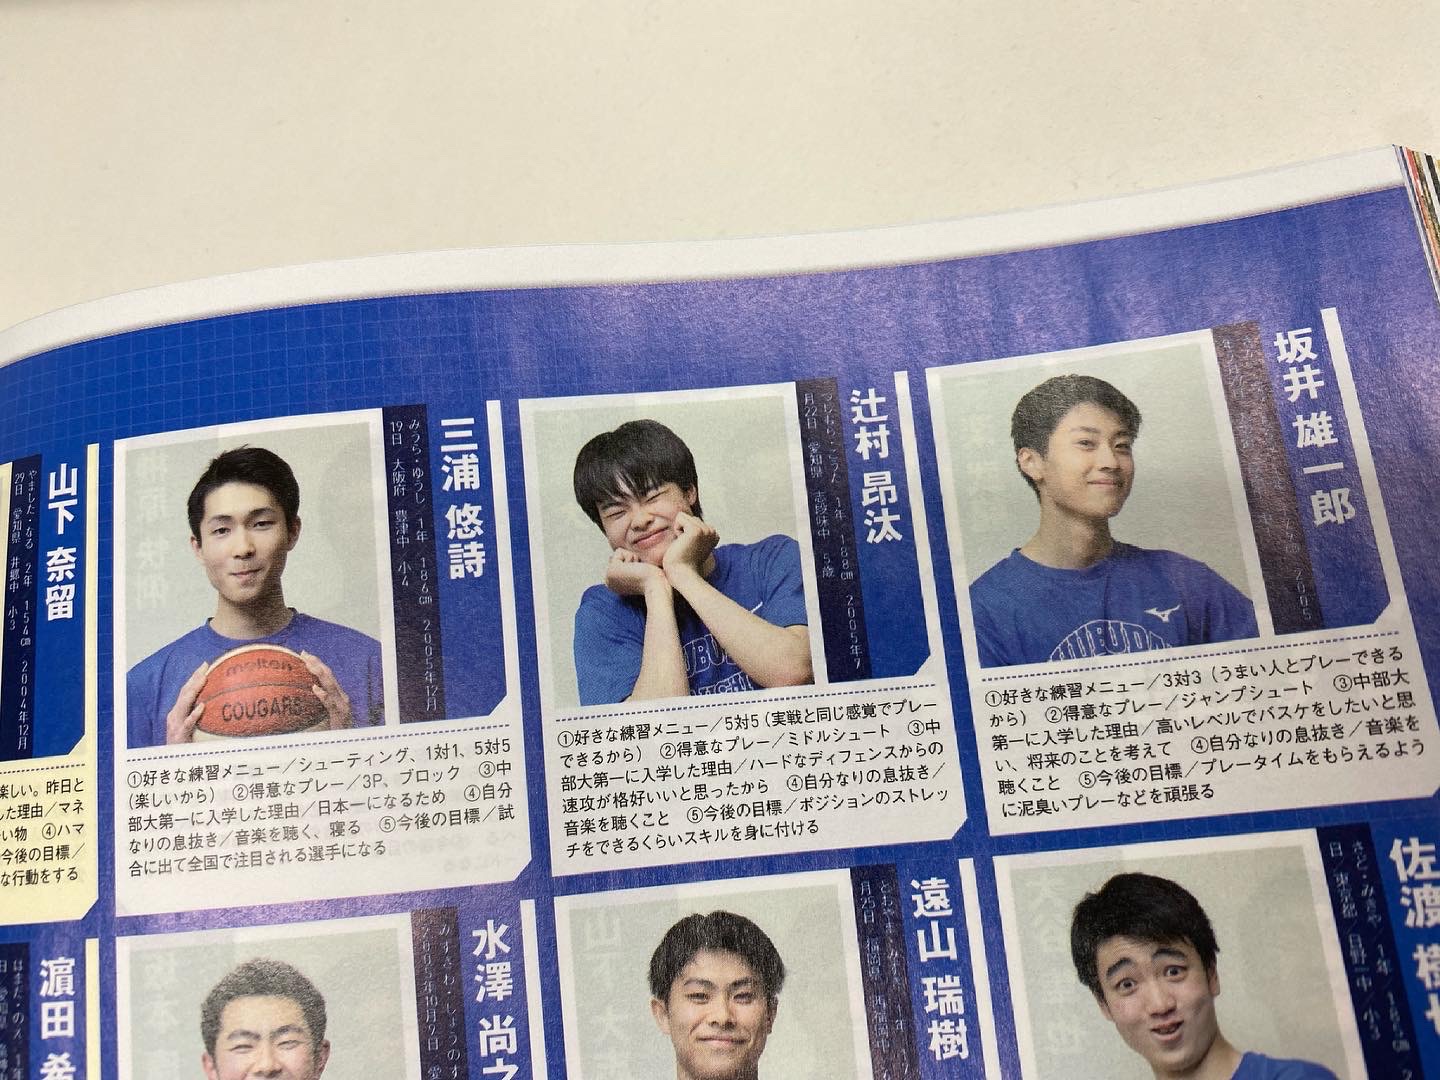 坂井 雄一郎
2005
①好きな練習メニュー／3対3（うまい人とプレーできる
から）　②得意なプレー／ジャンプシュート　③中部大
第一に入学した理由／高いレベルでバスケをしたいと思
い、将来のことを考えて　④自分なりの息抜き／音楽を
聴くこと　⑤今後の目標／プレータイムをもらえるよう
に泥臭いプレーなどを頑張る
辻村 昂汰
つじむら・こうた 1年 188㎝ 2005年7
月22日 愛知県 志段味中 5歳
①好きな練習メニュー／5対5（実戦と同じ感覚でプレー
できるから）　②得意なプレー／ミドルシュート　③中
部大第一に入学した理由／ハードなディフェンスからの
速攻が格好いいと思ったから　④自分なりの息抜き／
音楽を聴くこと　⑤今後の目標／ポジションのストレッ
チをできるくらいスキルを身に付ける
三浦 悠詩
みうら・ゆうし 1年 186㎝ 2005年12月
19日 大阪府 豊津中 小4
molten
COUGARS
①好きな練習メニュー／シューティング、1対1、5対5
（楽しいから）　②得意なプレー／3P、ブロック　③中
部大第一に入学した理由／日本一になるため　④自分
なりの息抜き／音楽を聴く、寝る　⑤今後の目標／試
合に出て全国で注目される選手になる
山下 奈留
やました・なる 2年 154㎝ 2004年12月
29日 愛知県 井郷中 小3
楽しい。昨日と
した理由／マネ
い物　④ハマ
今後の目標／
な行動をする
佐渡
さど・みきや 1年 185㎝
日 東京都 日野一中 小3
遠山 瑞樹
月25日 福岡県 西福岡中
水澤 尚
みずさわ・しょうのす
2005年10月2日 愛
濵田 希
はまだ・のえ 1年
日 愛知県